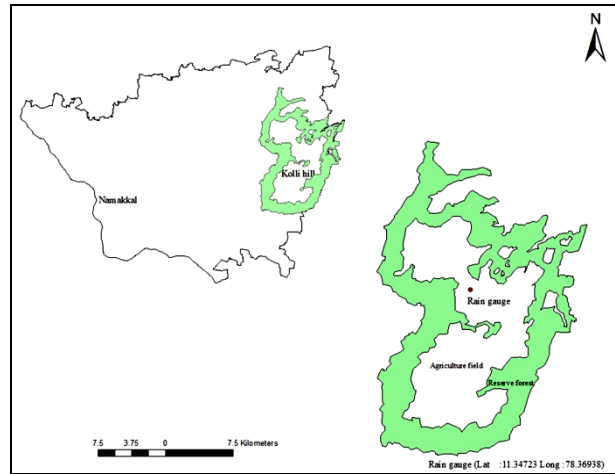 N
Kolli hill
Namakkal
Rain gauge
Agriculture field
Reserve forest
7.5 3.75 0 7.5 Kilometers
Rain gauge (Lat :11.34723 Long :78.36938)